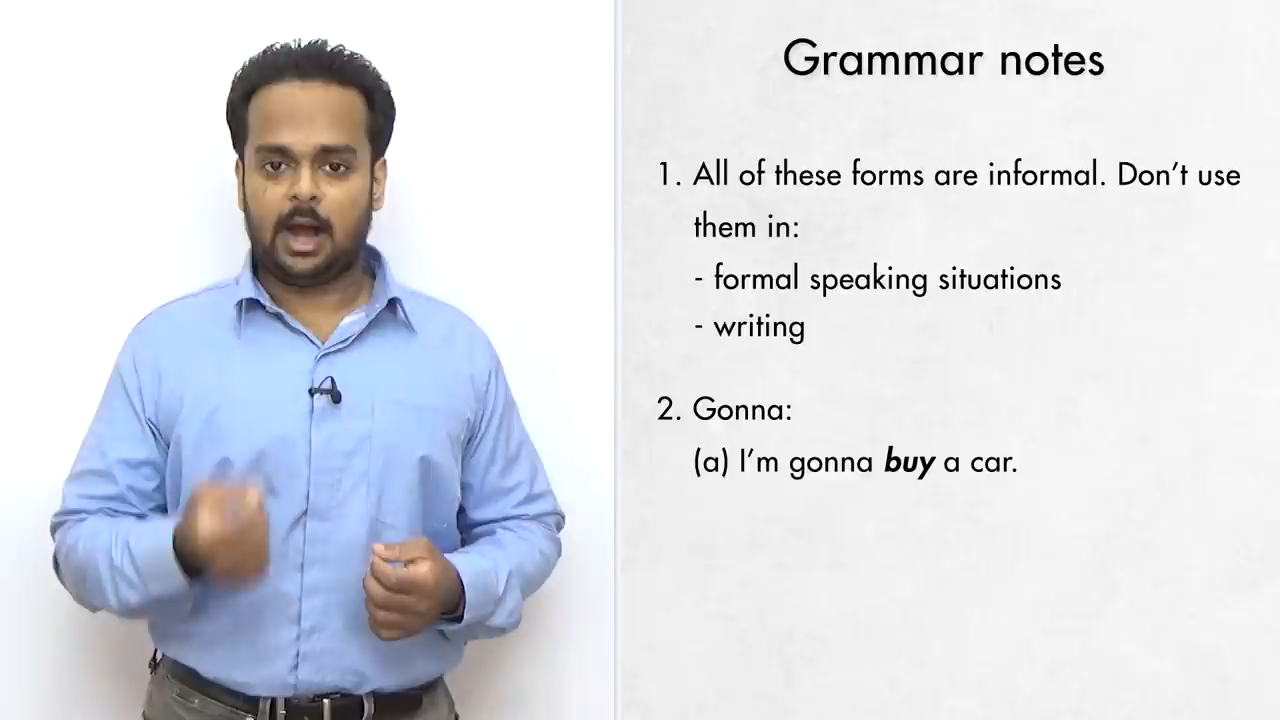 Grammar notes
1. All of these forms are informal. Don't use
them in:
- formal speaking situations
- writing
2. Gonna:
(a) I'm gonna buy a car.